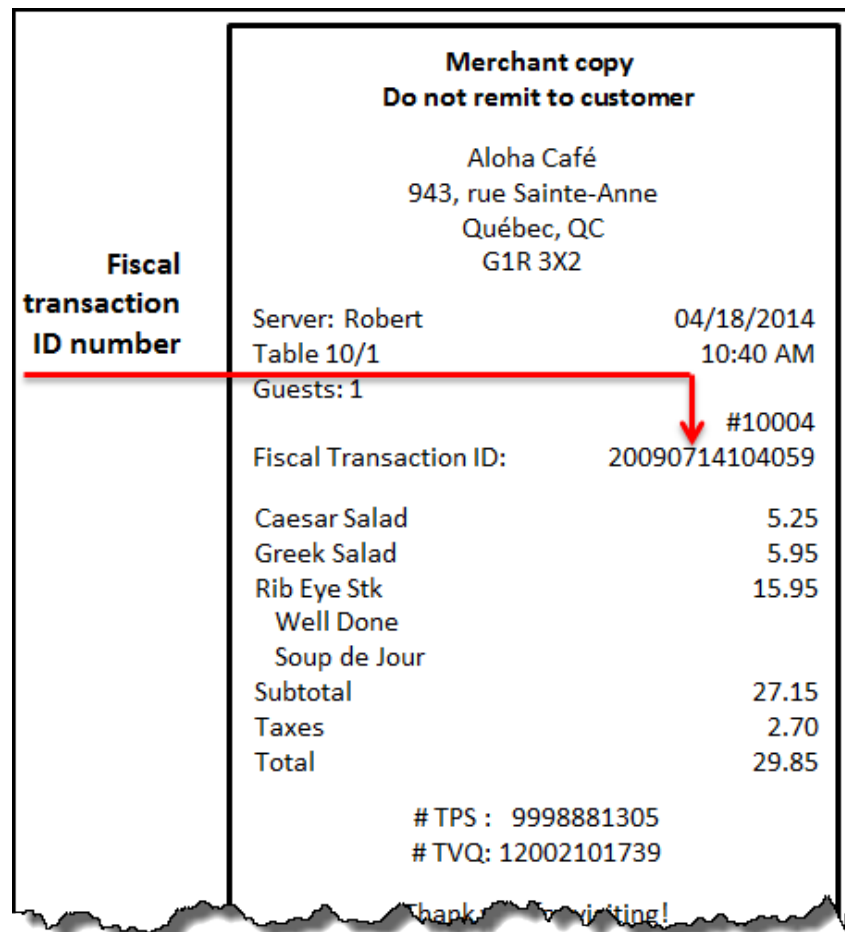 Merchant copy
Do not remit to customer
Aloha Café
943, rue Sainte-Anne
Québec, QC
G1R 3X2
Fiscal
transaction
ID number
Server: Robert 04/18/2014
Table 10/1 10:40 AM
Guests: 1
#10004
Fiscal Transaction ID: 20090714104059
Caesar Salad 5.25
Greek Salad 5.95
Rib Eye Stk 15.95
Well Done
Soup de Jour
Subtotal 27.15
Taxes 2.70
Total 29.85
# TPS : 9998881305
# TVQ: 12002101739
Thank visiting!